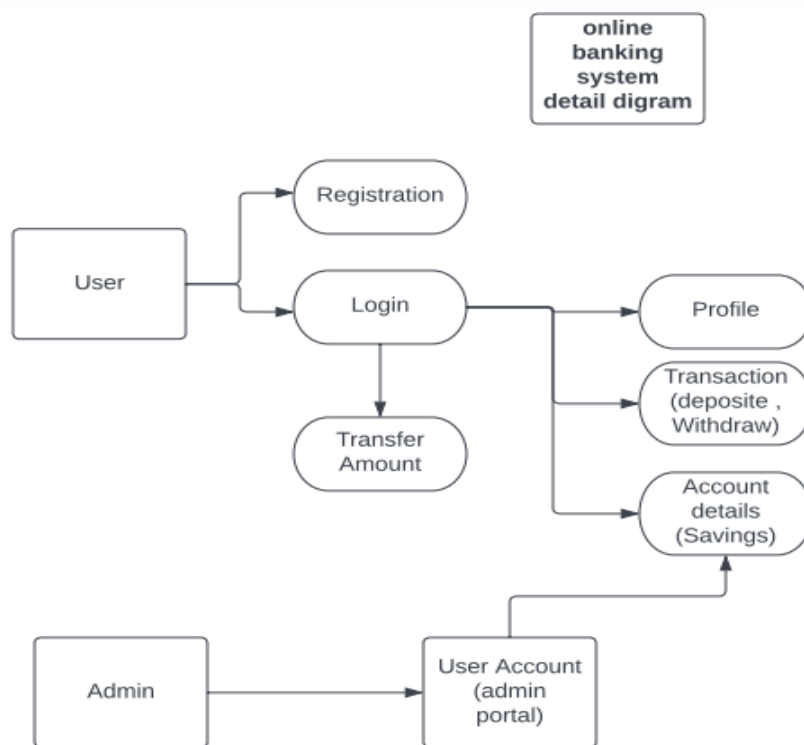 online
banking
system
detail digram
Registration
User
Login
Profile
Transaction
(deposite ,
Withdraw)
Transfer
Amount
Account
details
(Savings)
Admin
User Account
(admin
portal)